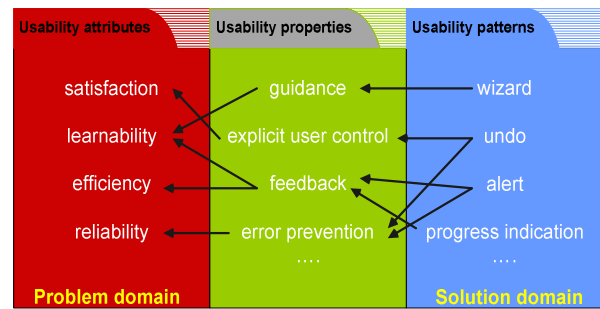 Usability attributes
Usability properties
Usability patterns
satisfaction
guidance
wizard
learnability
explicit user control
undo
efficiency
feedback
alert
reliability
error prevention
progress indication
....
....
Problem domain
Solution domain